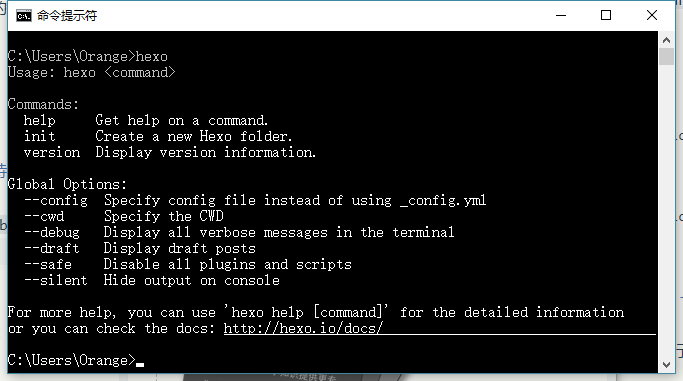 命令提示符
C:\Users\Orange>hexo
Usage: hexo <command>
Commands:
help     Get help on a command.
init     Create a new Hexo folder.
version  Display version information.
Global Options:
--config  Specify config file instead of using _config.yml
--cwd     Specify the CWD
--debug   Display all verbose messages in the terminal
--draft   Display draft posts
--safe    Disable all plugins and scripts
--silent  Hide output on console
For more help, you can use 'hexo help [command]' for the detailed information
or you can check the docs: http://hexo.io/docs/
C:\Users\Orange>